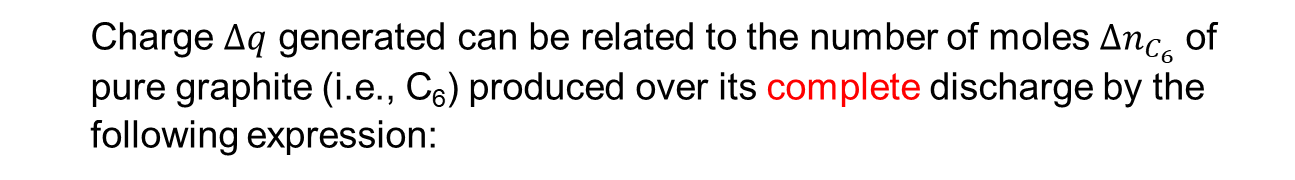 Charge Δq generated can be related to the number of moles Δn_{C_6} of
pure graphite (i.e., C₆) produced over its complete discharge by the
following expression: